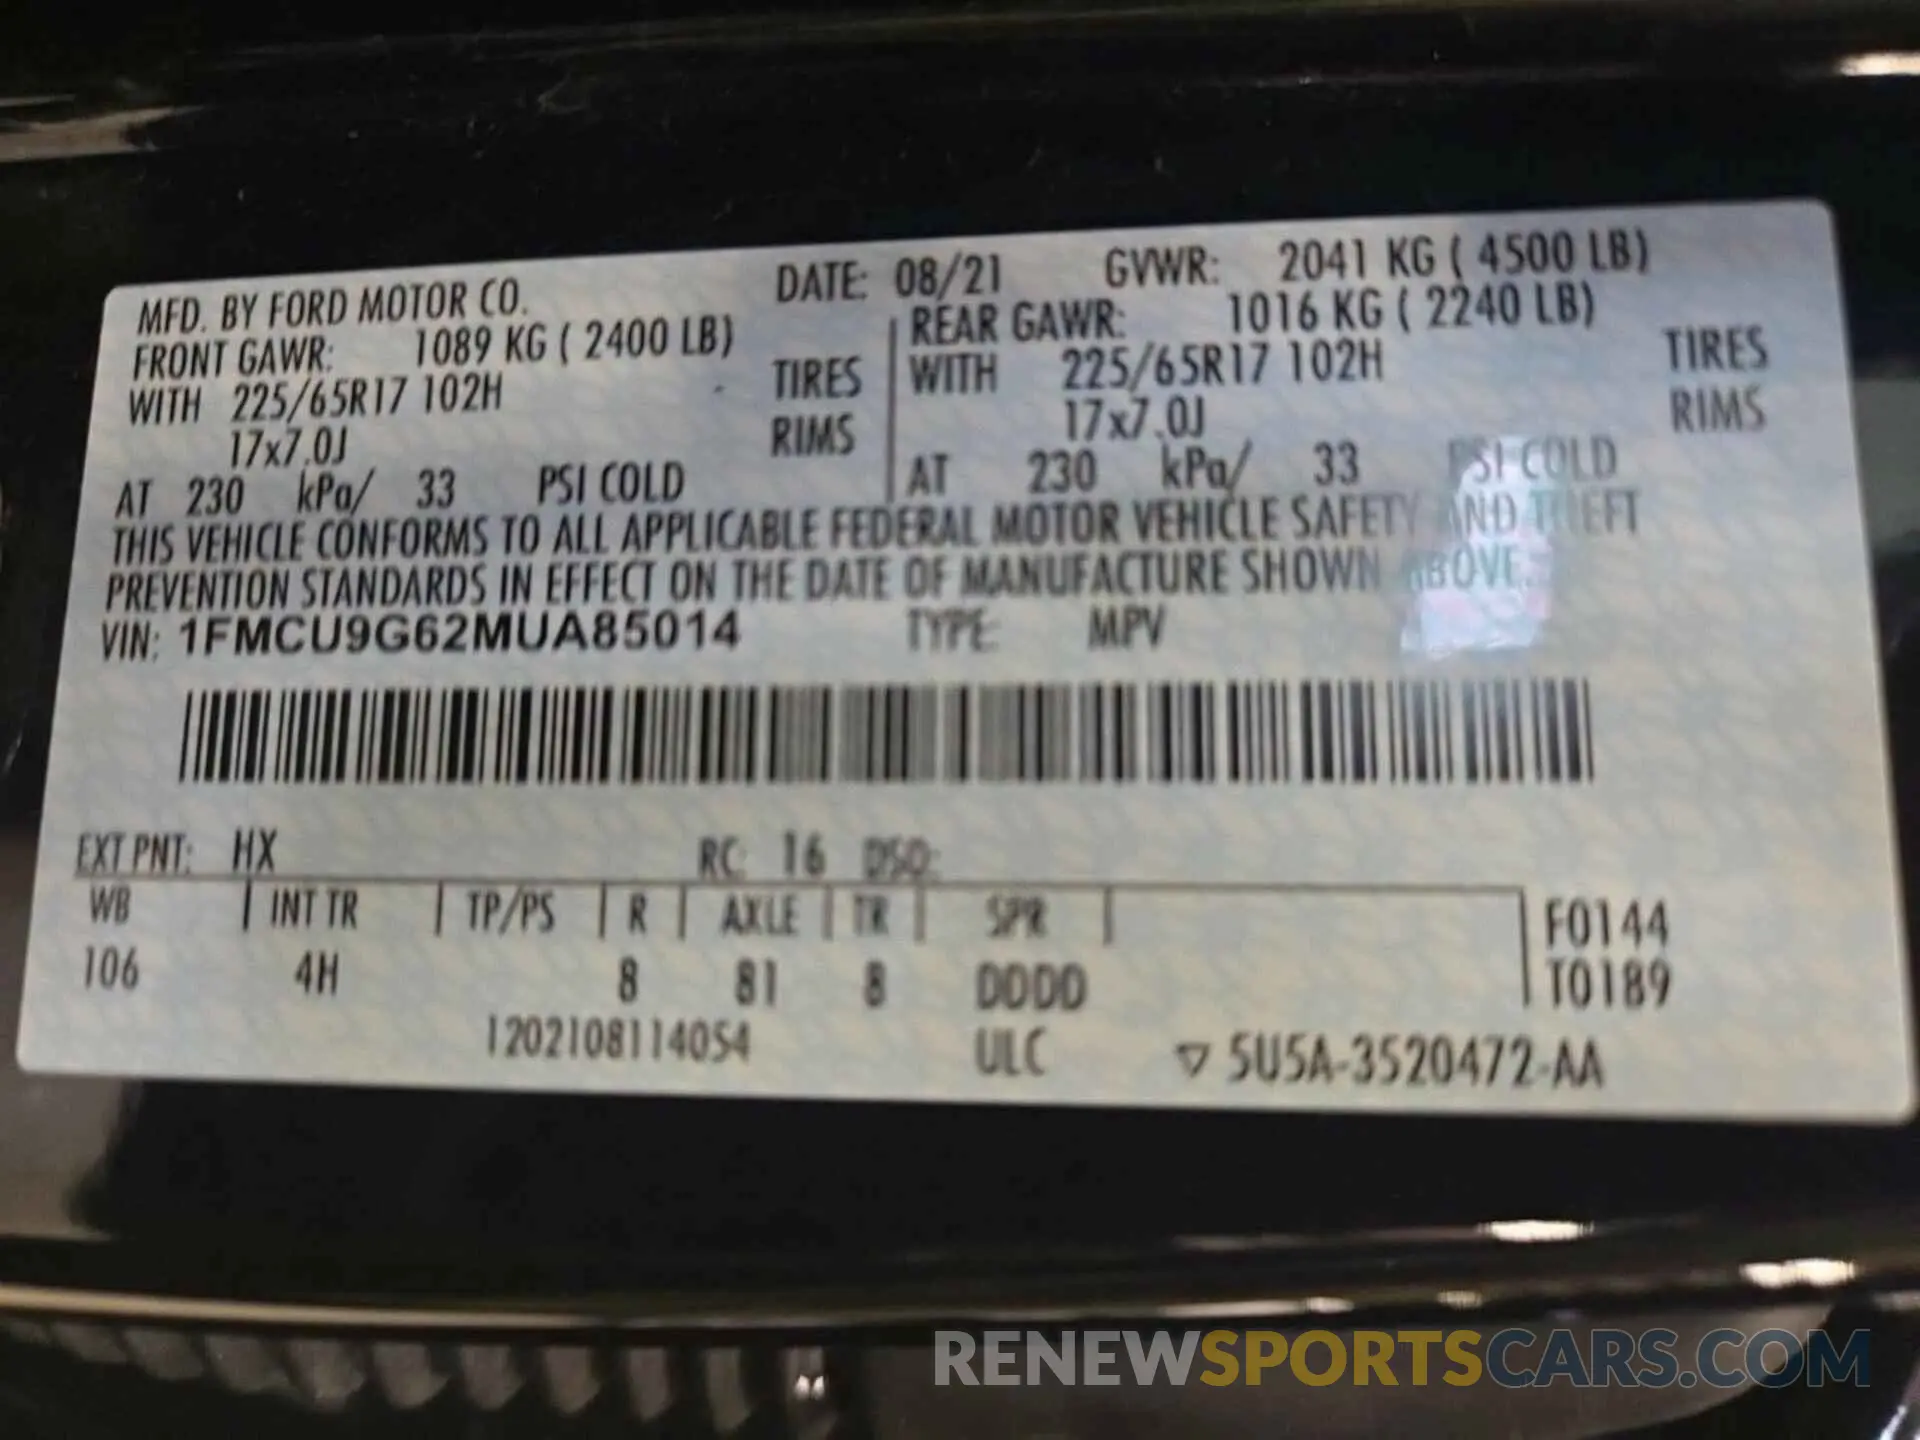 MFD. BY FORD MOTOR CO. DATE: 08/21 GVWR: 2041 KG ( 4500 LB)
FRONT GAWR: 1089 KG ( 2400 LB) REAR GAWR: 1016 KG ( 2240 LB)
WITH 225/65R17 102H TIRES WITH 225/65R17 102H TIRES
17x7.0J RIMS 17x7.0J RIMS
AT 230 kPa/ 33 PSI COLD AT 230 kPa/ 33 PSI COLD
THIS VEHICLE CONFORMS TO ALL APPLICABLE FEDERAL MOTOR VEHICLE SAFETY AND THEFT
PREVENTION STANDARDS IN EFFECT ON THE DATE OF MANUFACTURE SHOWN ABOVE.
VIN: 1FMCU9G62MUA85014 TYPE: MPV
EXT PNT: HX RC: 16 DSO:
WB INT TR TP/PS R AXLE TR SPR F0144
106 4H 8 81 8 DDDD T0189
1202108114054 ULC ▽ 5U5A-3520472-AA
RENEWSPORTSCARS.COM